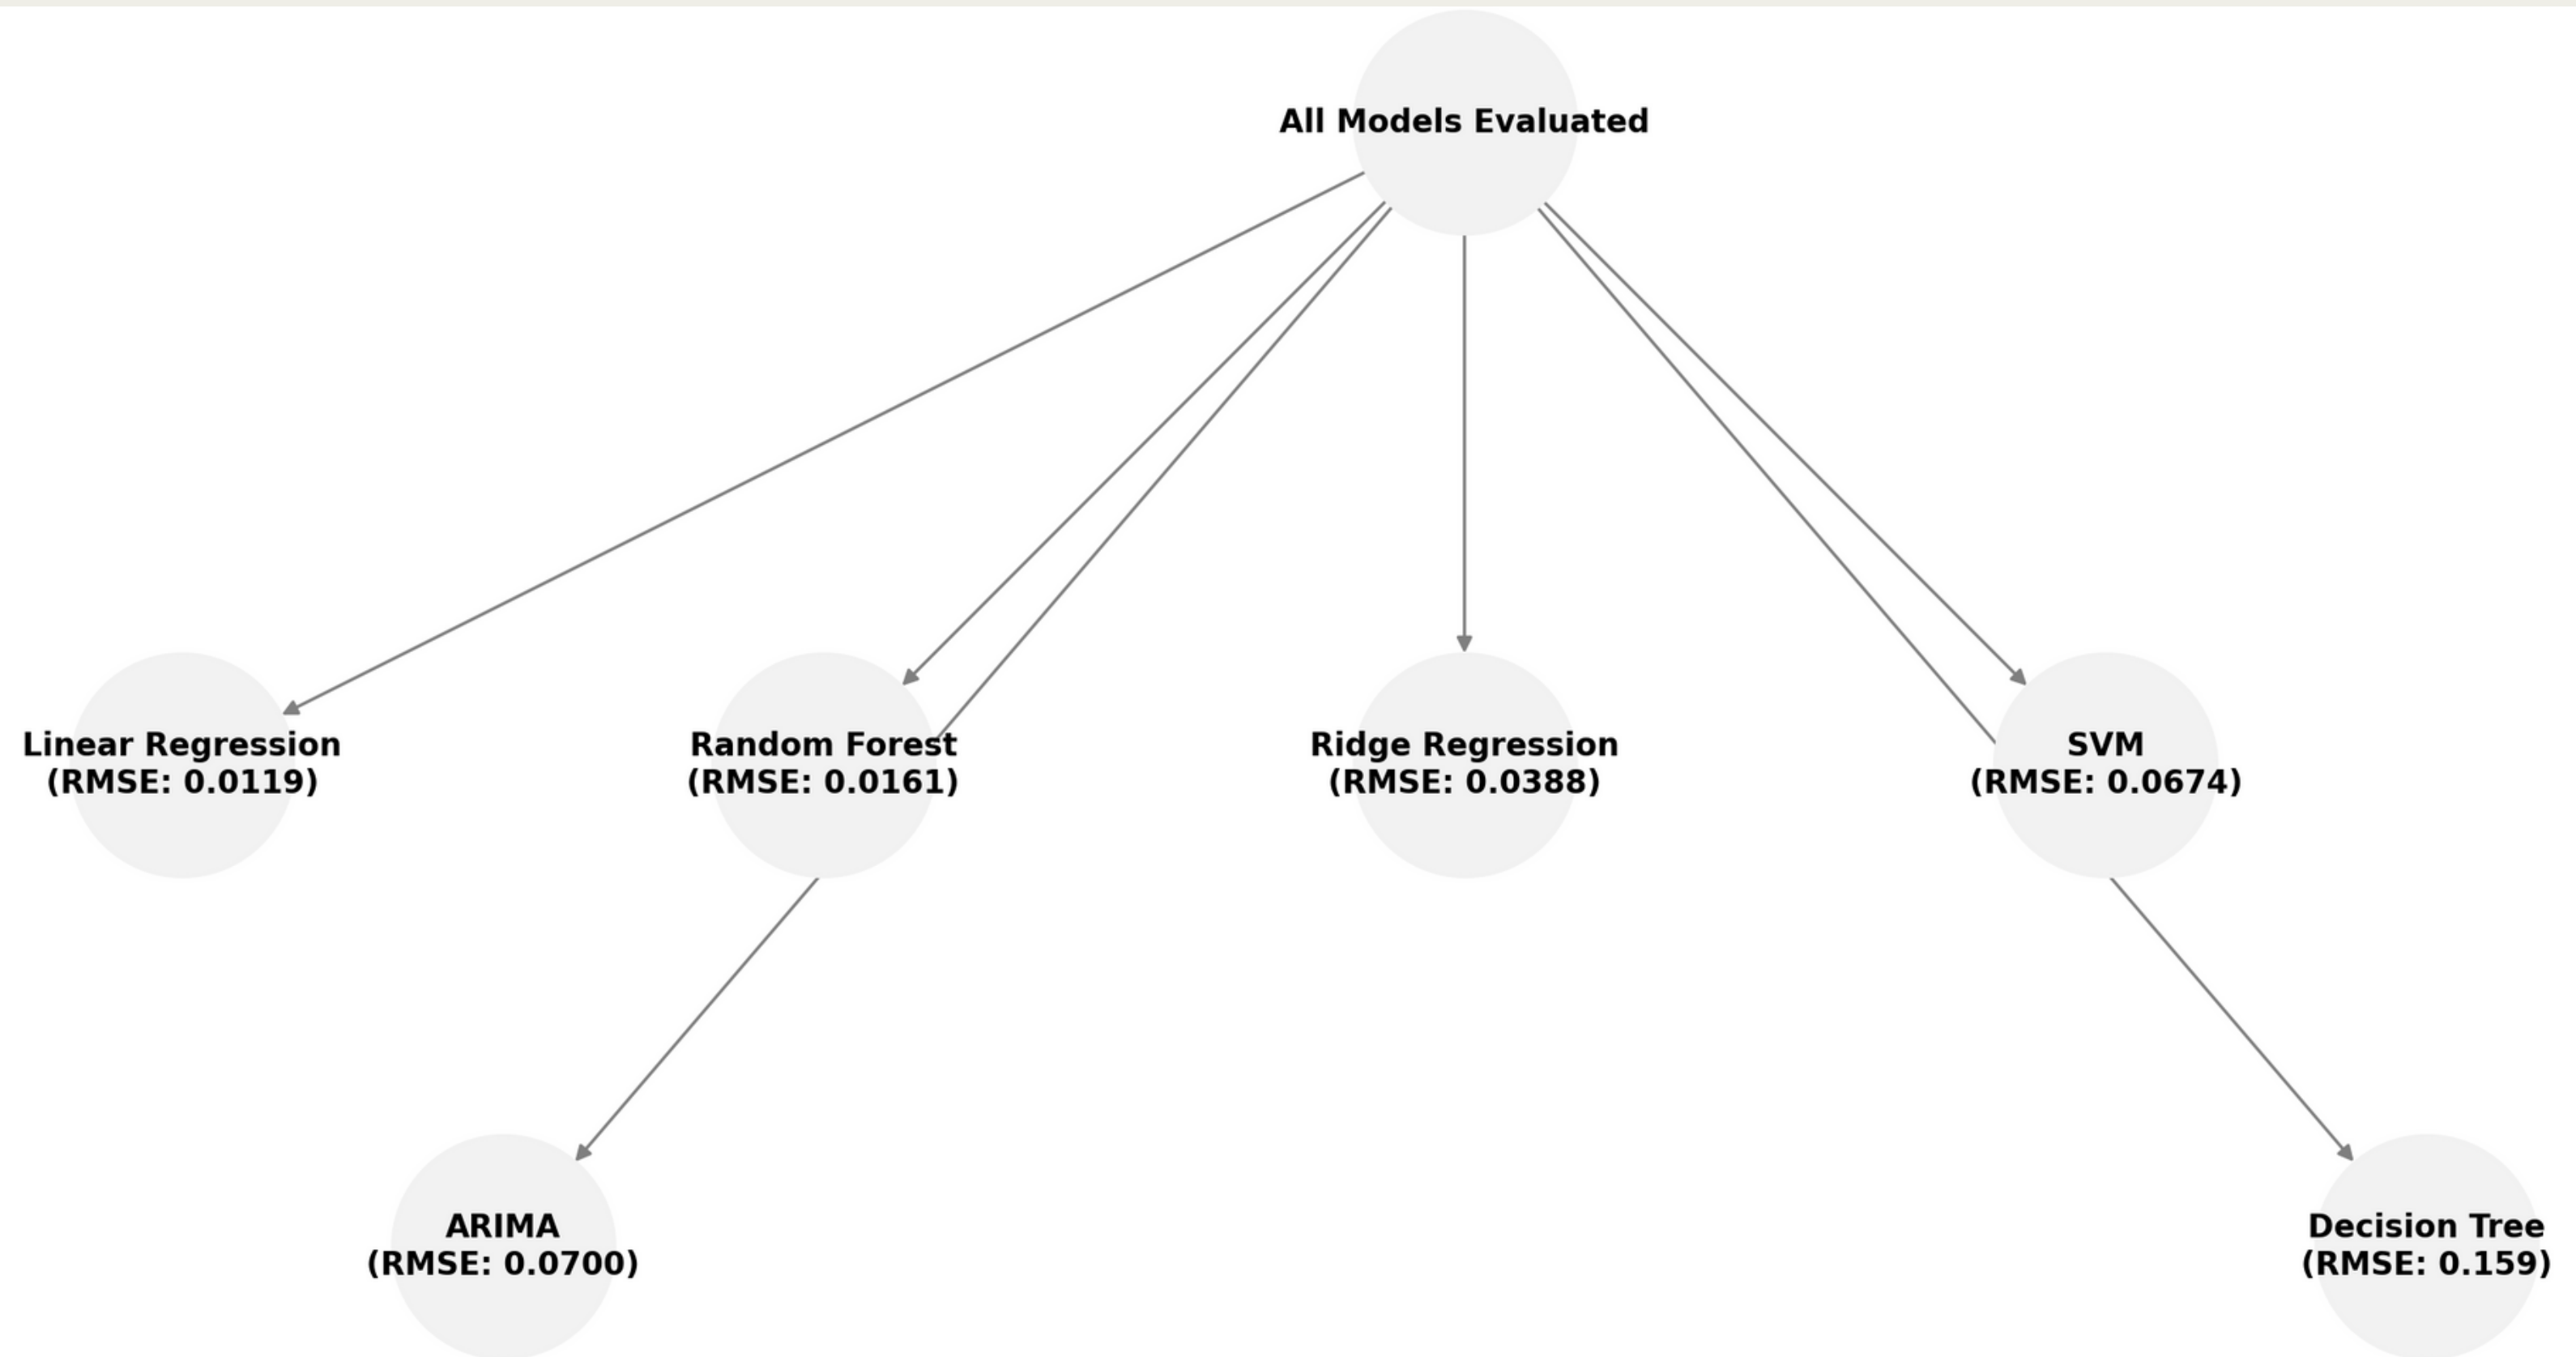 All Models Evaluated
Linear Regression
(RMSE: 0.0119)
Random Forest
(RMSE: 0.0161)
Ridge Regression
(RMSE: 0.0388)
SVM
(RMSE: 0.0674)
ARIMA
(RMSE: 0.0700)
Decision Tree
(RMSE: 0.159)